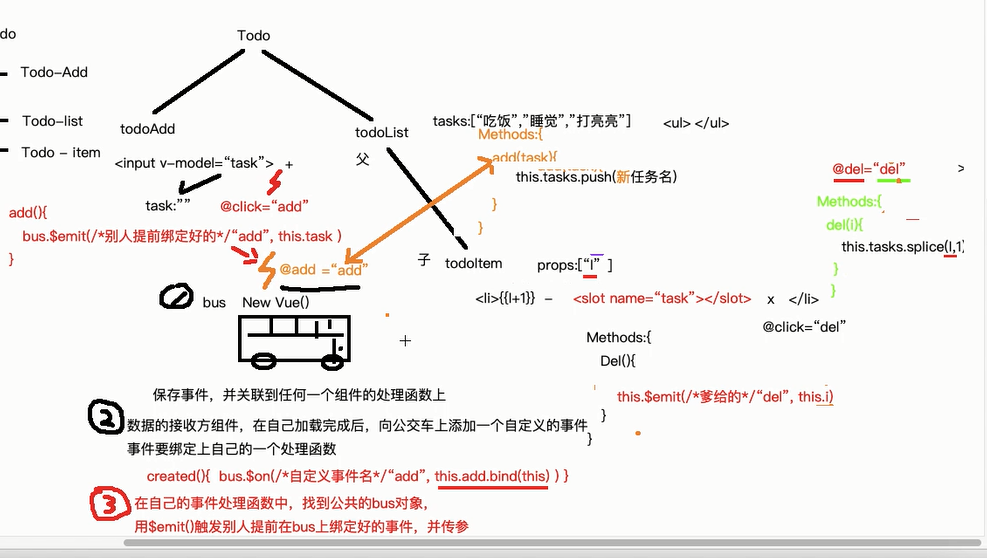 do
Todo
Todo-Add
Todo-list
Todo - item
todoAdd
todoList
父
<input v-model=“task”> +
task:””
@click=“add”
add(){
bus.$emit(/*别人提前绑定好的*/“add”, this.task )
}
@add =“add”
tasks:[“吃饭”,”睡觉”,”打亮亮”]
<ul> </ul>
Methods:{
add(task){
this.tasks.push(新任务名)
}
}
@del=“del”
>
Methods:{
del(i){
this.tasks.splice(I,1)
}
}
子
todoItem
props:[“I” ]
<li>{{I+1}} - <slot name=“task”></slot> x </li>
@click=“del”
Methods:{
Del(){
this.$emit(/*爹给的*/“del”, this.i)
}
}
1
bus New Vue()
保存事件，并关联到任何一个组件的处理函数上
2
数据的接收方组件，在自己加载完成后，向公交车上添加一个自定义的事件
事件要绑定上自己的一个处理函数
created(){ bus.$on(/*自定义事件名*/“add”, this.add.bind(this) ) }
3
在自己的事件处理函数中，找到公共的bus对象，
用$emit()触发别人提前在bus上绑定好的事件，并传参